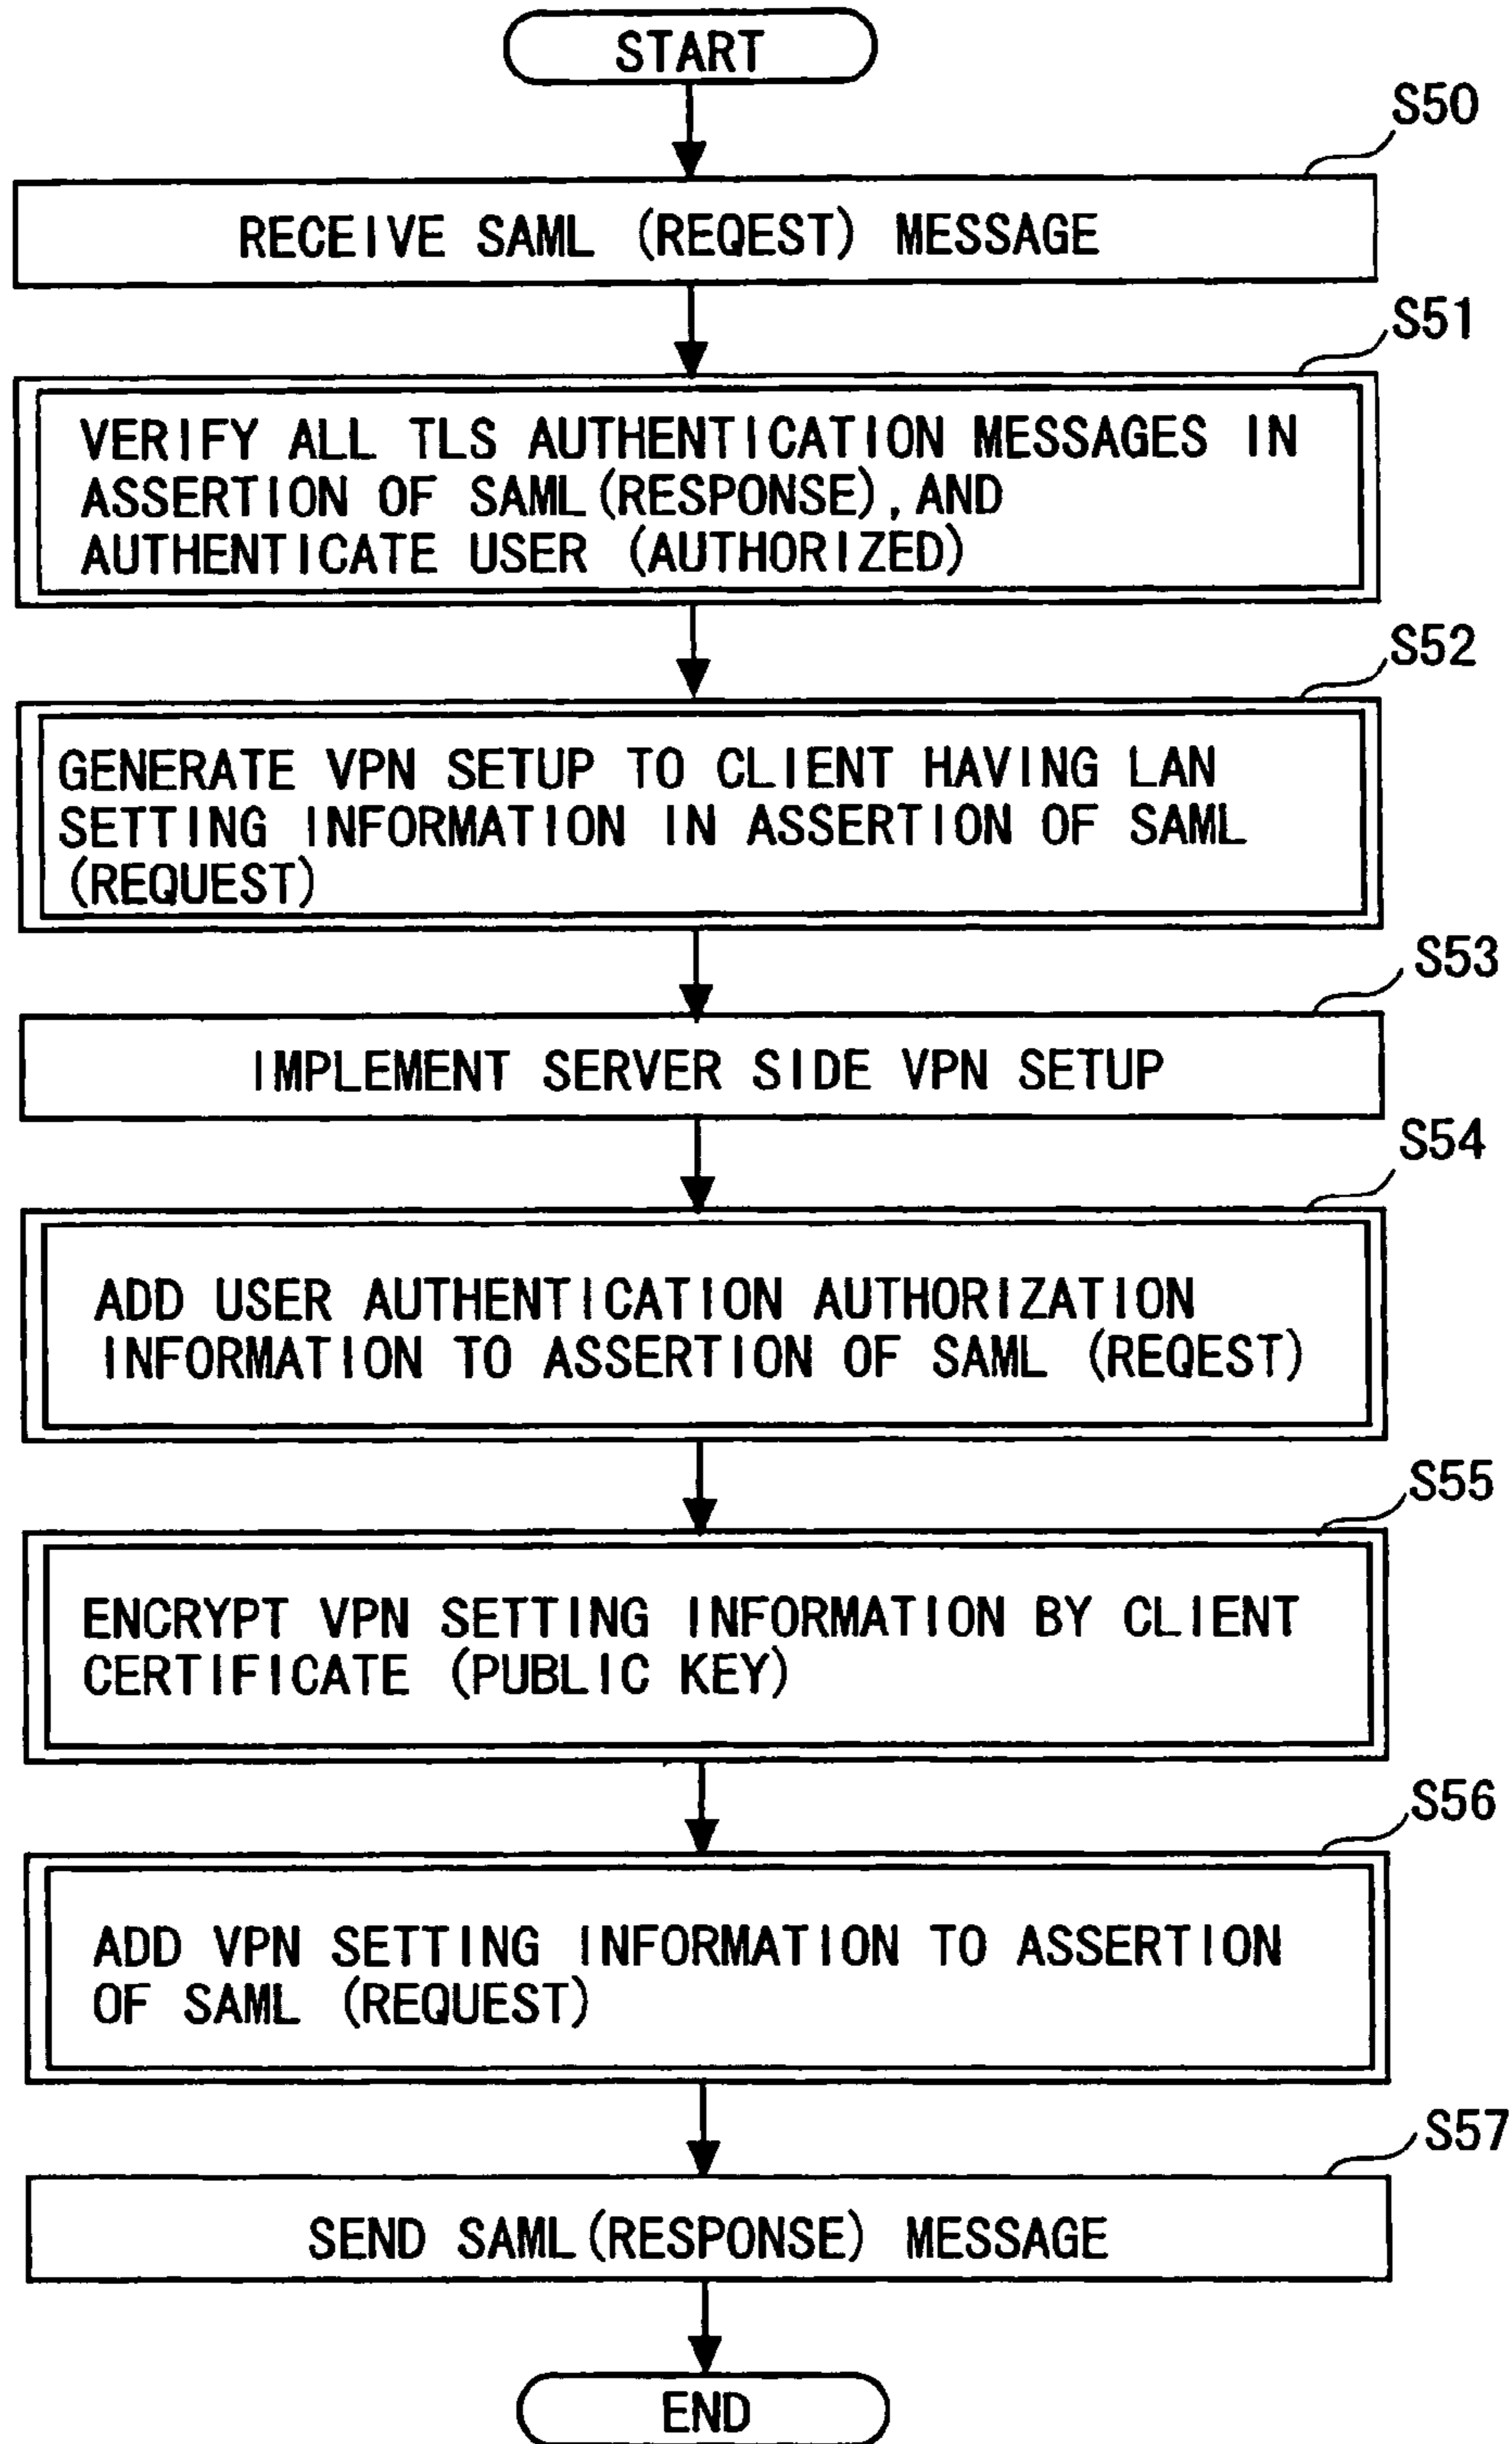 START
S50
RECEIVE SAML (REQEST) MESSAGE
S51
VERIFY ALL TLS AUTHENTICATION MESSAGES IN
ASSERTION OF SAML(RESPONSE), AND
AUTHENTICATE USER (AUTHORIZED)
S52
GENERATE VPN SETUP TO CLIENT HAVING LAN
SETTING INFORMATION IN ASSERTION OF SAML
(REQUEST)
S53
IMPLEMENT SERVER SIDE VPN SETUP
S54
ADD USER AUTHENTICATION AUTHORIZATION
INFORMATION TO ASSERTION OF SAML (REQEST)
S55
ENCRYPT VPN SETTING INFORMATION BY CLIENT
CERTIFICATE (PUBLIC KEY)
S56
ADD VPN SETTING INFORMATION TO ASSERTION
OF SAML (REQUEST)
S57
SEND SAML(RESPONSE) MESSAGE
END